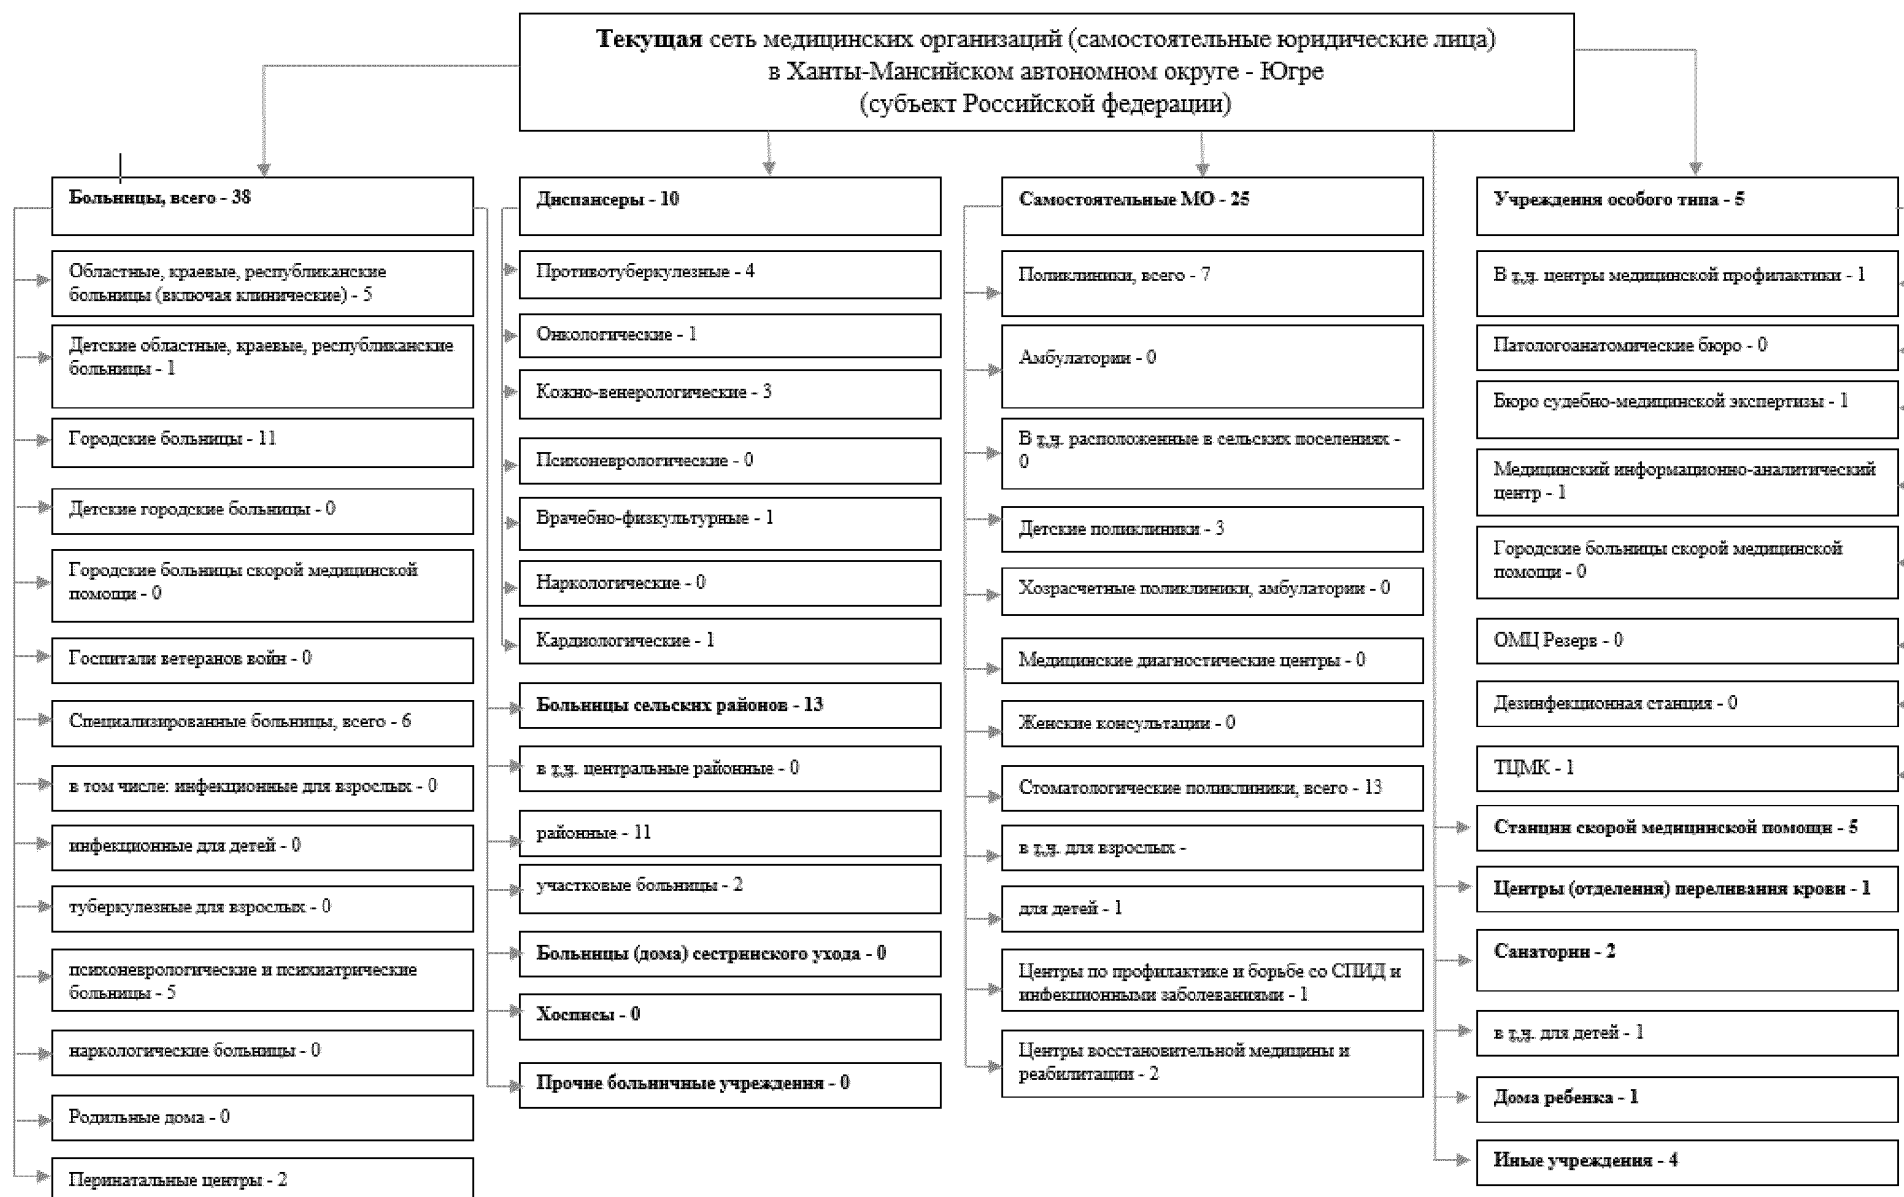 Текущая сеть медицинских организаций (самостоятельные юридические лица)
в Ханты-Мансийском автономном округе - Югре
(субъект Российской федерации)
Больницы, всего - 38
Областные, краевые, республиканские
больницы (включая клинические) - 5
Детские областные, краевые, республиканские
больницы - 1
Городские больницы - 11
Детские городские больницы - 0
Городские больницы скорой медицинской
помощи - 0
Госпитали ветеранов войн - 0
Специализированные больницы, всего - 6
в том числе: инфекционные для взрослых - 0
инфекционные для детей - 0
туберкулезные для взрослых - 0
психоневрологические и психиатрические
больницы - 5
наркологические больницы - 0
Родильные дома - 0
Перинатальные центры - 2
Диспансеры - 10
Противотуберкулезные - 4
Онкологические - 1
Кожно-венерологические - 3
Психоневрологические - 0
Врачебно-физкультурные - 1
Наркологические - 0
Кардиологические - 1
Больницы сельских районов - 13
в т.ч. центральные районные - 0
районные - 11
участковые больницы - 2
Больницы (дома) сестринского ухода - 0
Хосписы - 0
Прочие больничные учреждения - 0
Самостоятельные МО - 25
Поликлиники, всего - 7
Амбулатории - 0
В т.ч. расположенные в сельских поселениях -
0
Детские поликлиники - 3
Хозрасчетные поликлиники, амбулатории - 0
Медицинские диагностические центры - 0
Женские консультации - 0
Стоматологические поликлиники, всего - 13
в т.ч. для взрослых -
для детей - 1
Центры по профилактике и борьбе со СПИД и
инфекционными заболеваниями - 1
Центры восстановительной медицины и
реабилитации - 2
Учреждения особого типа - 5
В т.ч. центры медицинской профилактики - 1
Патологоанатомические бюро - 0
Бюро судебно-медицинской экспертизы - 1
Медицинский информационно-аналитический
центр - 1
Городские больницы скорой медицинской
помощи - 0
ОМЦ Резерв - 0
Дезинфекционная станция - 0
ТЦМК - 1
Станции скорой медицинской помощи - 5
Центры (отделения) переливания крови - 1
Санатории - 2
в т.ч. для детей - 1
Дома ребенка - 1
Иные учреждения - 4